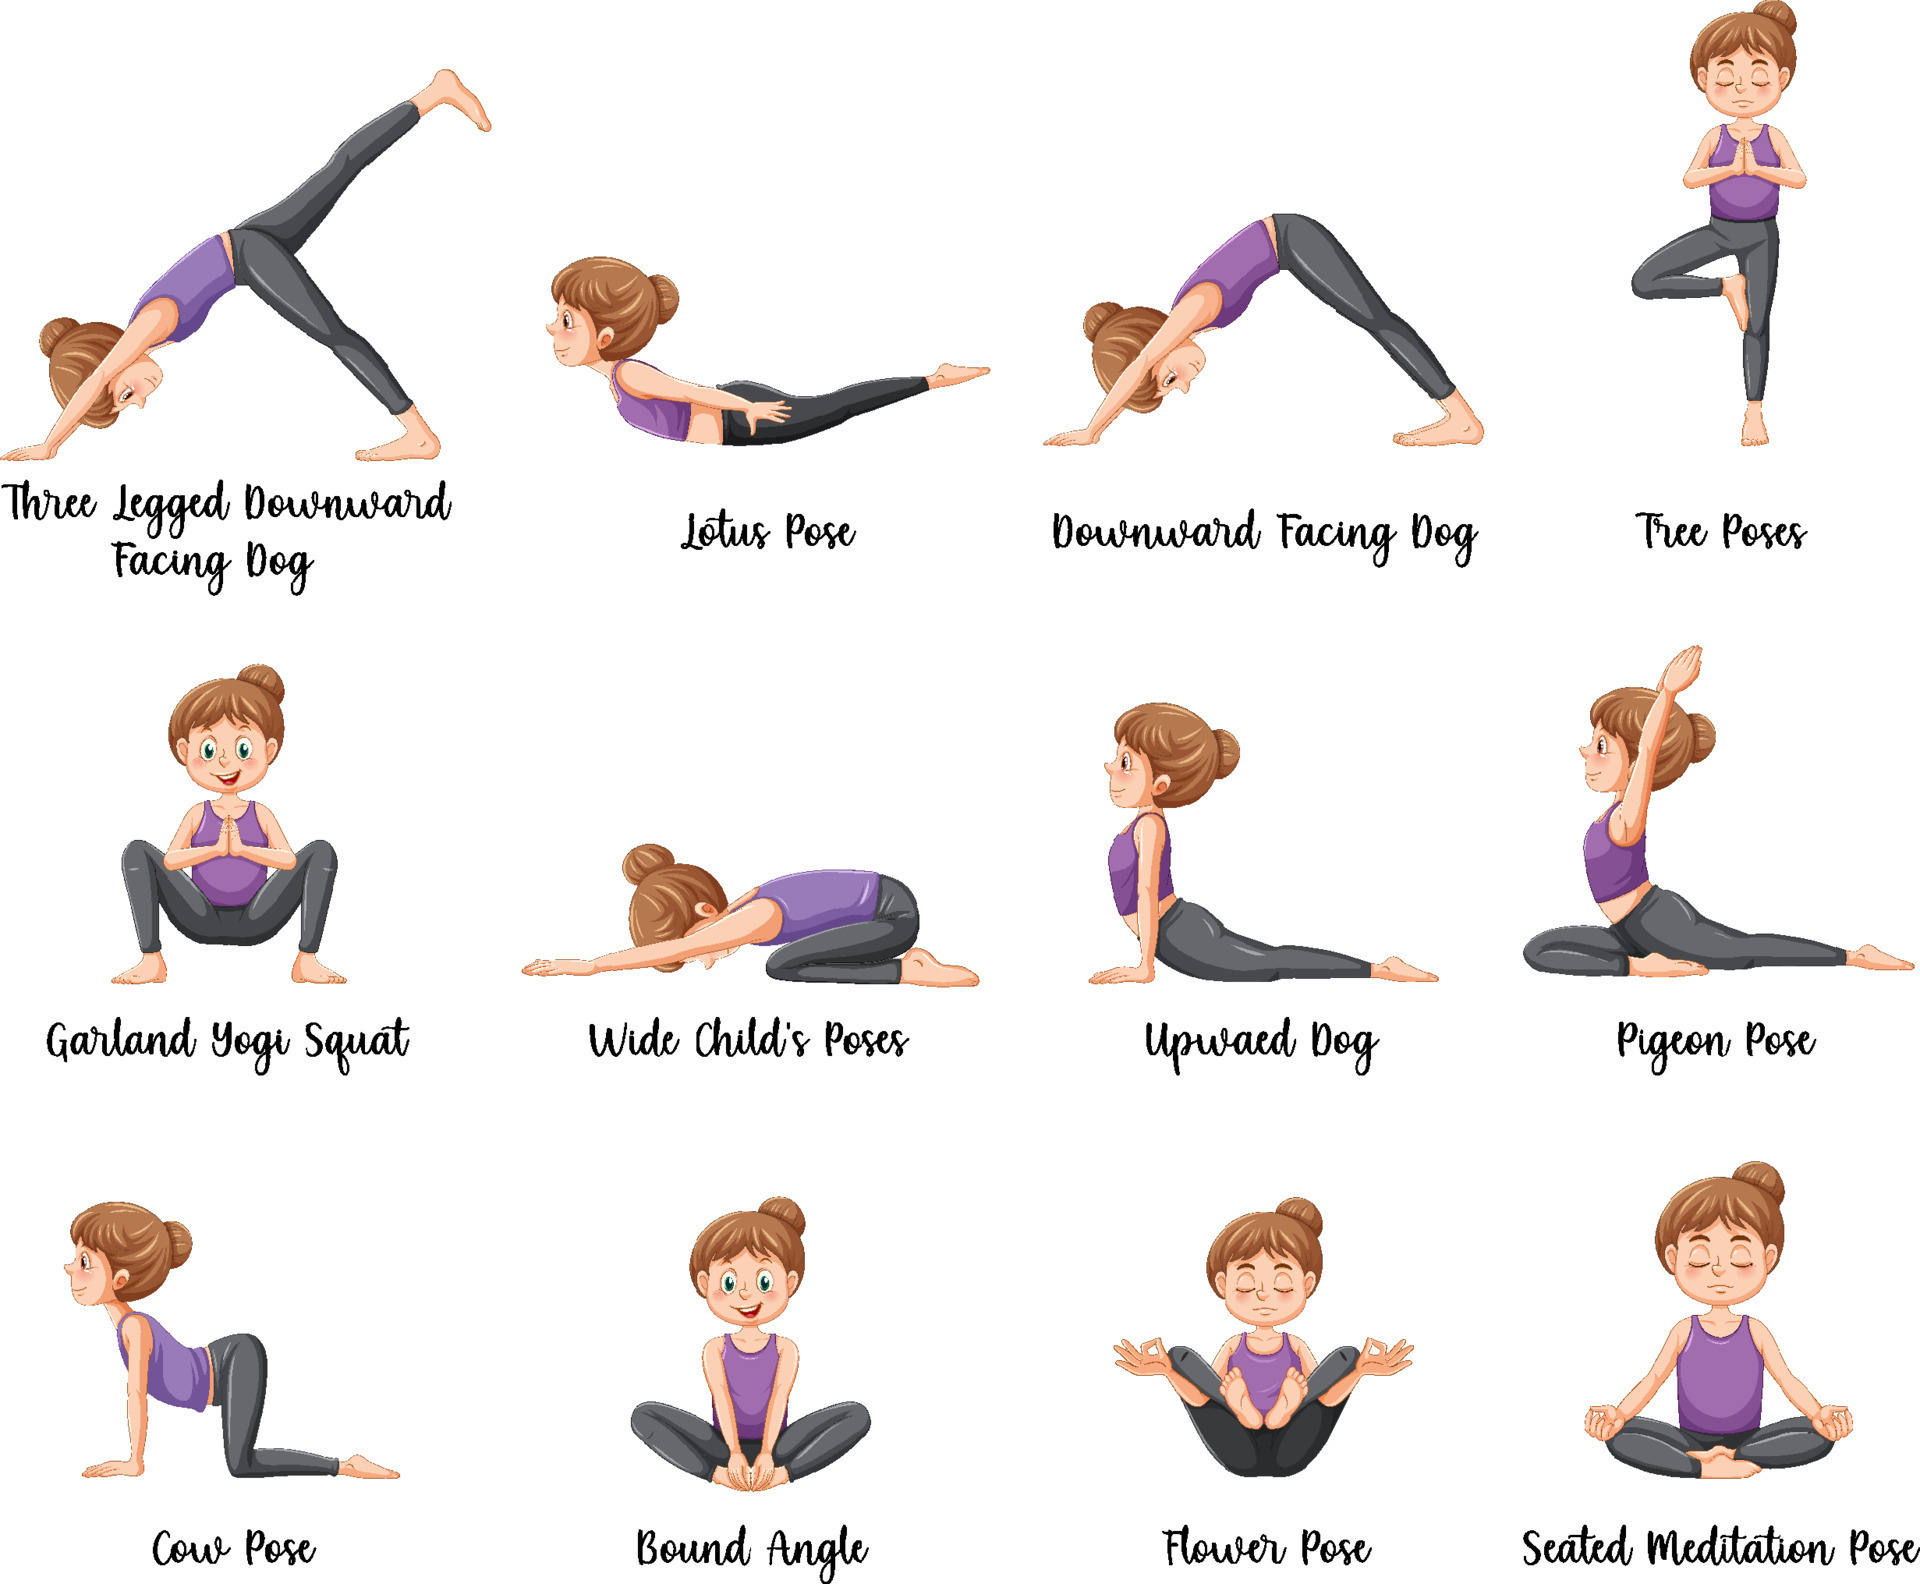 Three Legged Downward
Facing Dog
Lotus Pose
Downward Facing Dog
Tree Poses
Garland Yogi Squat
Wide Child's Poses
Upwaed Dog
Pigeon Pose
Cow Pose
Bound Angle
Flower Pose
Seated Meditation Pose